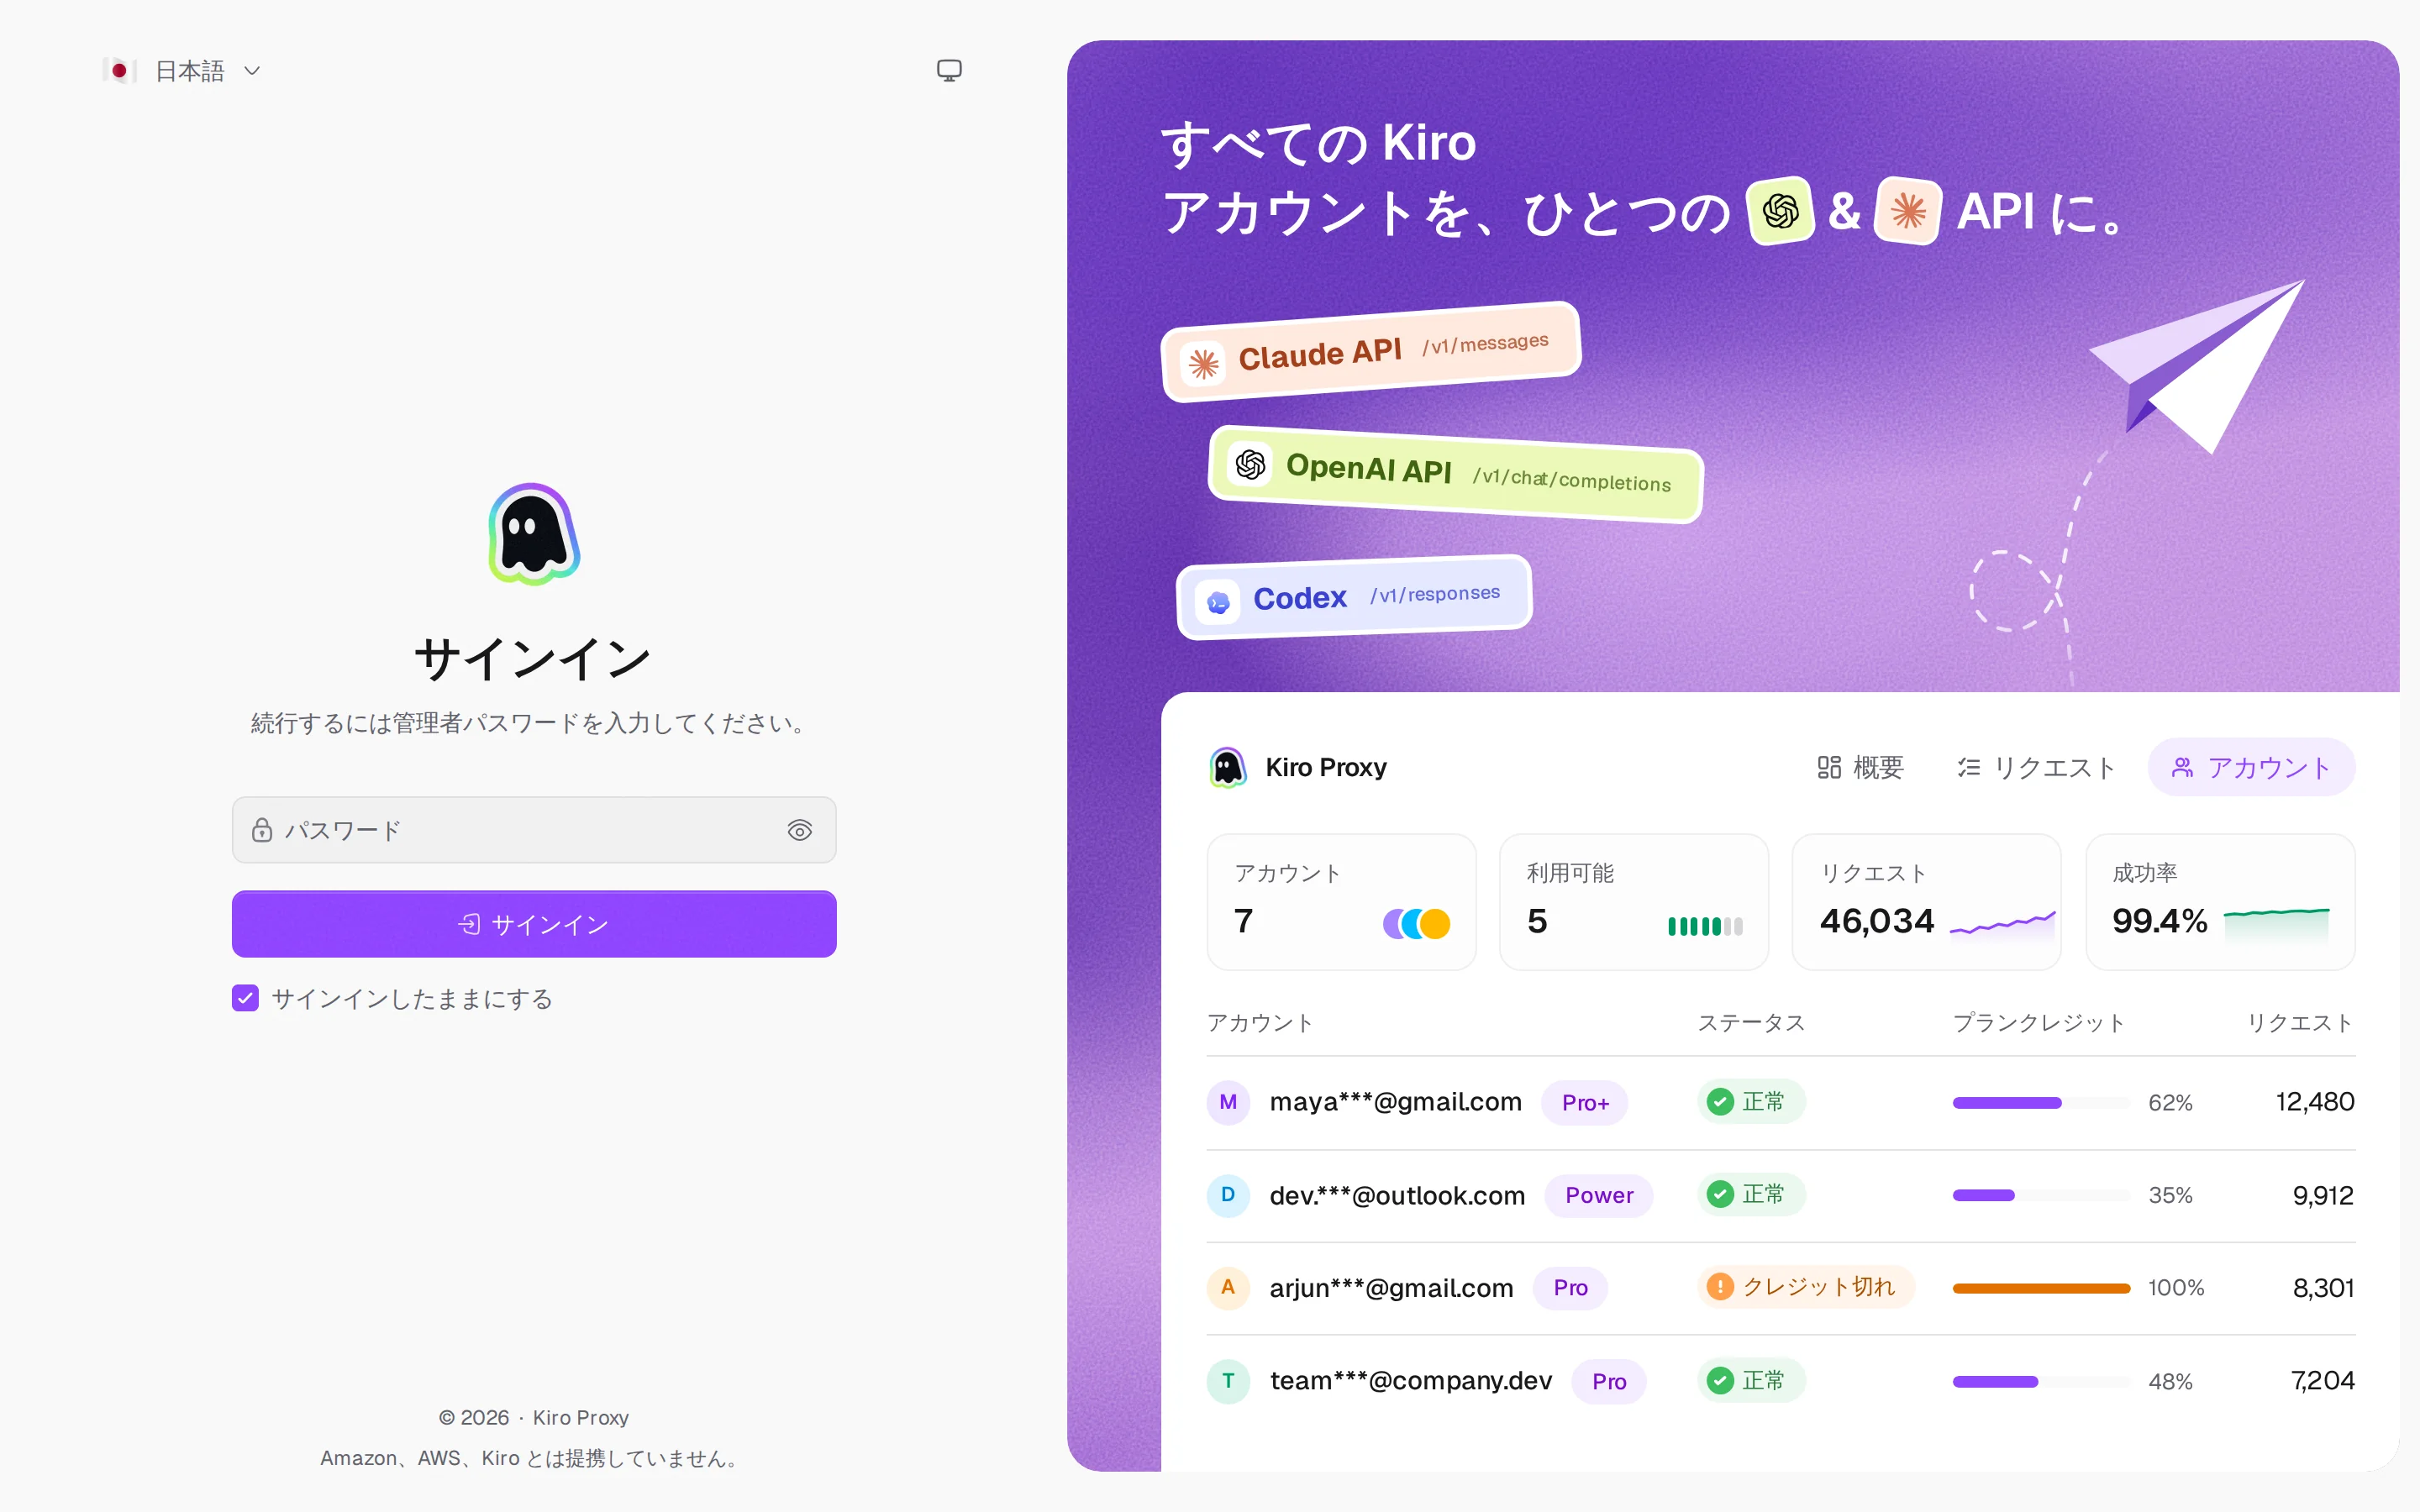 日本語
サインイン
続行するには管理者パスワードを入力してください。
パスワード
サインイン
サインインしたままにする
© 2026 · Kiro Proxy
Amazon、AWS、Kiro とは提携していません。
すべての Kiro
アカウントを、ひとつの & API に。
Claude API /v1/messages
OpenAI API /v1/chat/completions
Codex /v1/responses
Kiro Proxy 概要 リクエスト アカウント
アカウント 利用可能 リクエスト 成功率
7 5 46,034 99.4%
アカウント ステータス プランクレジット リクエスト
M maya***@gmail.com Pro+ 正常 62% 12,480
D dev.***@outlook.com Power 正常 35% 9,912
A arjun***@gmail.com Pro クレジット切れ 100% 8,301
T team***@company.dev Pro 正常 48% 7,204